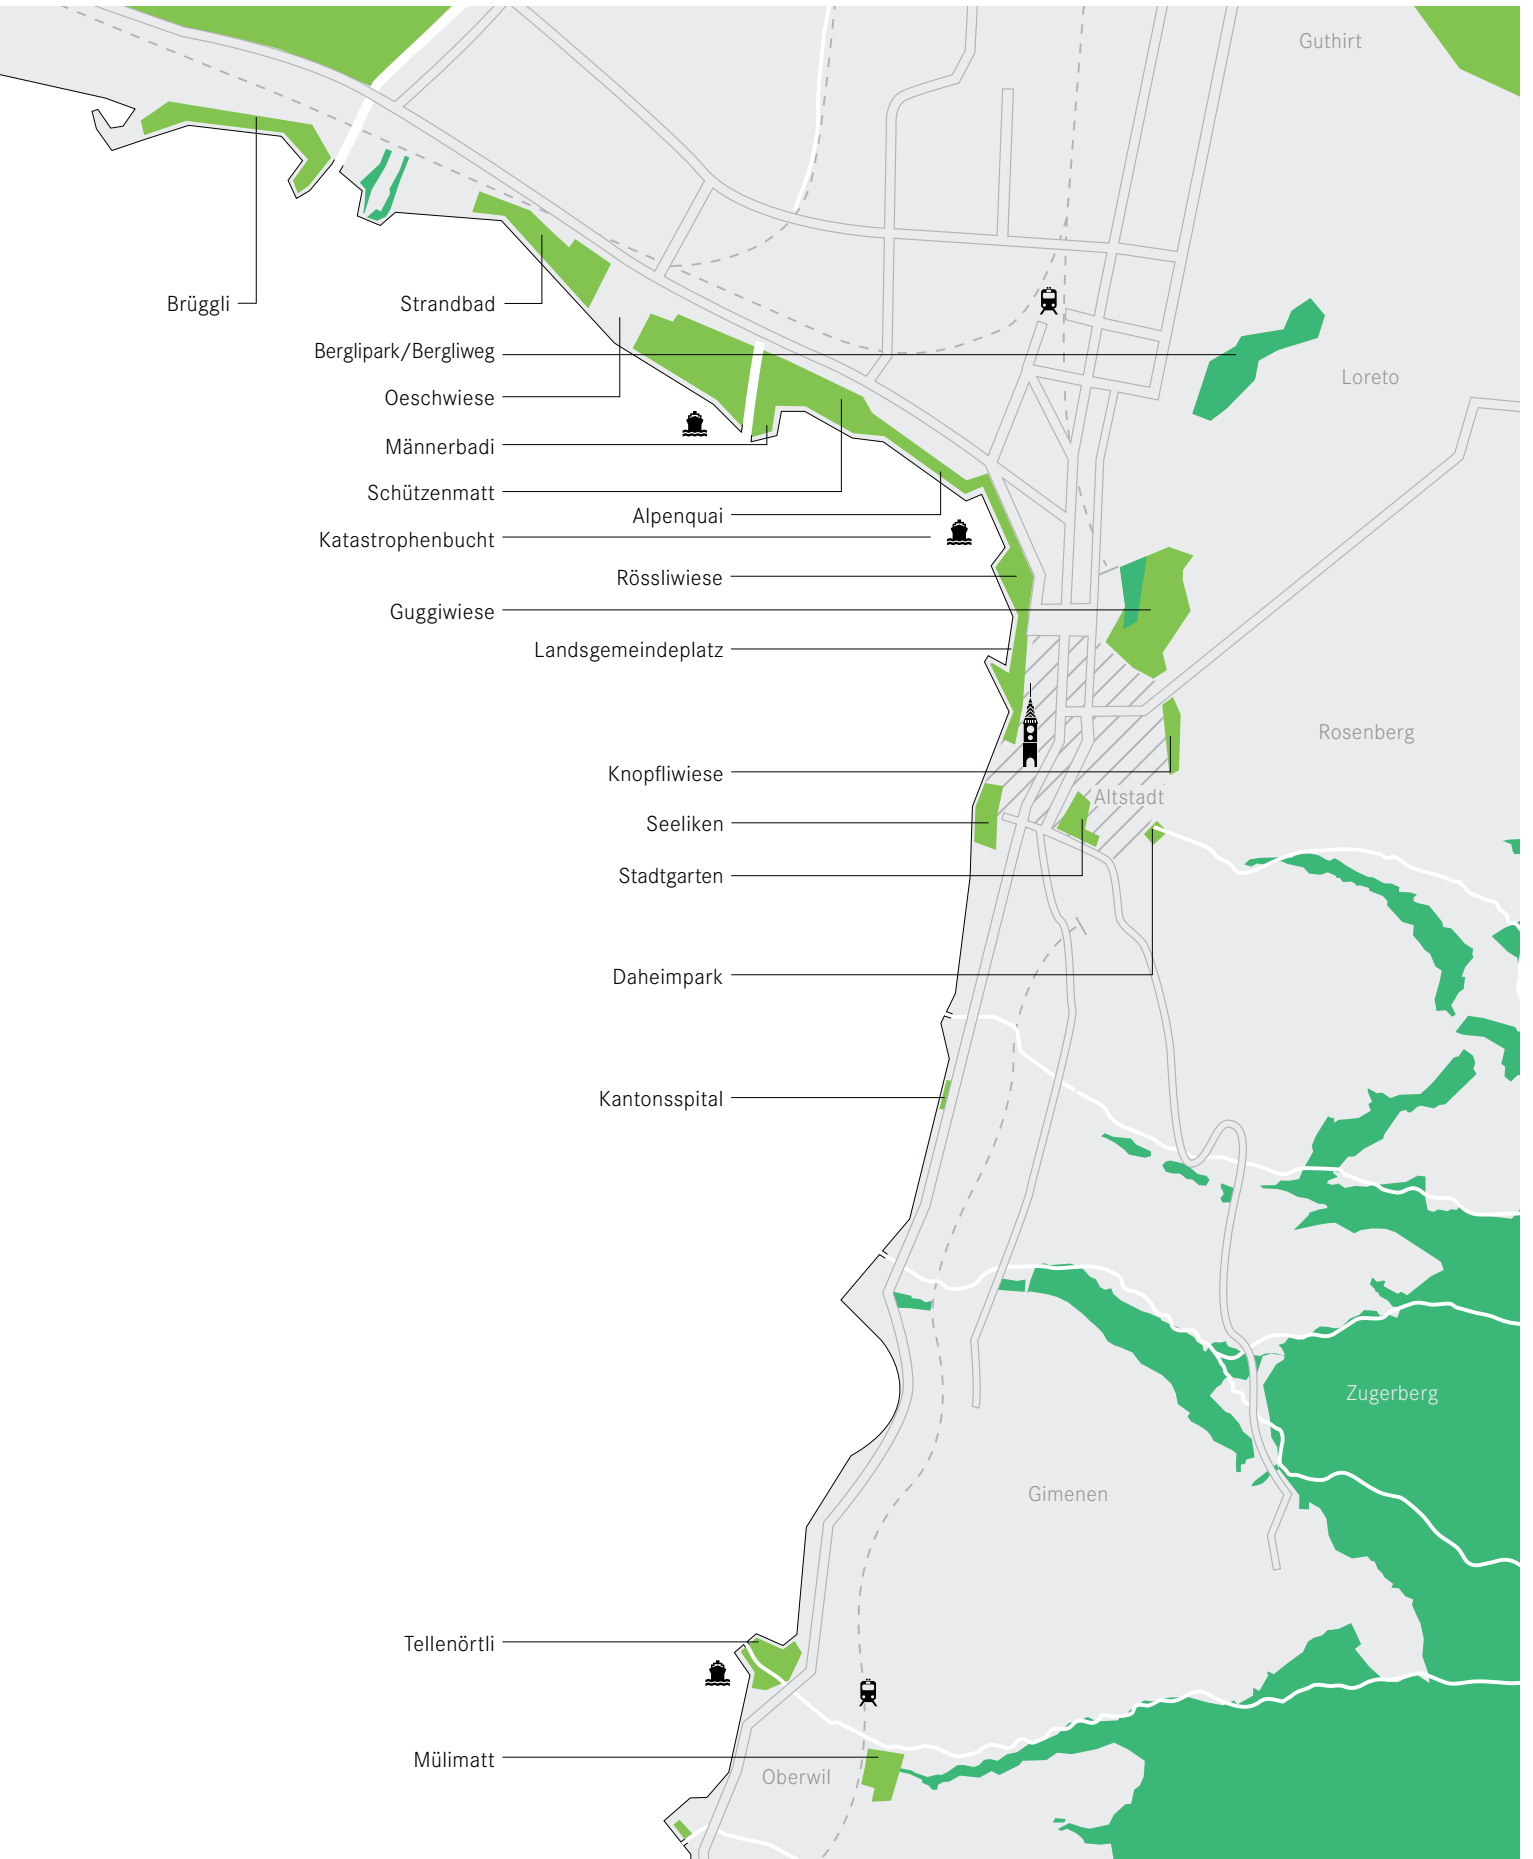 Guthirt
Brüggli
Strandbad
Berglipark/Bergliweg
Loreto
Oeschwiese
Männerbadi
Schützenmatt
Alpenquai
Katastrophenbucht
Rössliwiese
Guggiwiese
Landsgemeindeplatz
Rosenberg
Knopfliwiese
Altstadt
Seeliken
Stadtgarten
Daheimpark
Kantonsspital
Zugerberg
Gimenen
Tellenörtli
Mülimatt
Oberwil